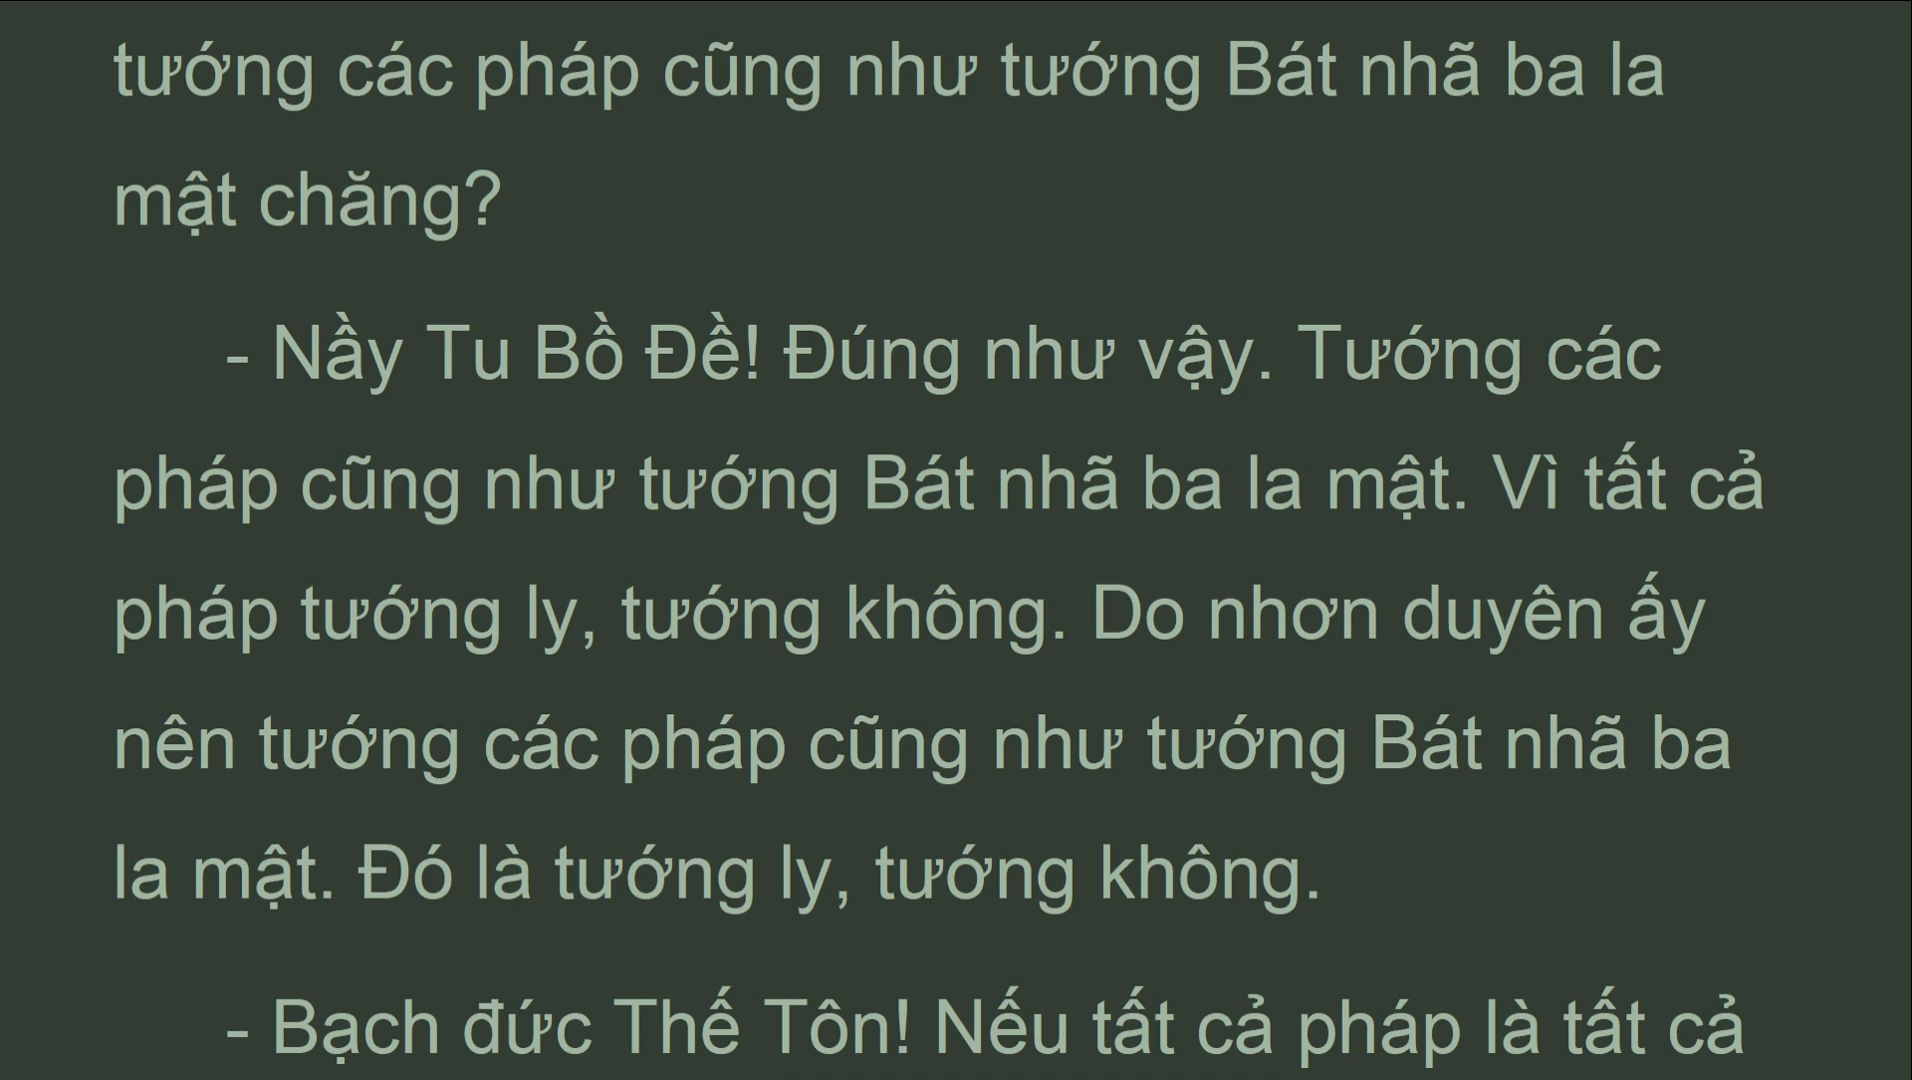 tướng các pháp cũng như tướng Bát nhã ba la
mật chăng?
- Nầy Tu Bồ Đề! Đúng như vậy. Tướng các
pháp cũng như tướng Bát nhã ba la mật. Vì tất cả
pháp tướng ly, tướng không. Do nhơn duyên ấy
nên tướng các pháp cũng như tướng Bát nhã ba
la mật. Đó là tướng ly, tướng không.
- Bạch đức Thế Tôn! Nếu tất cả pháp là tất cả